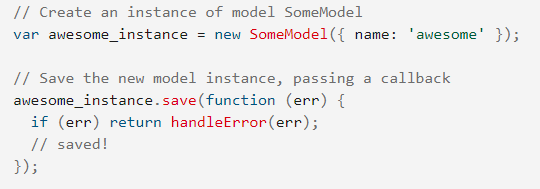 // Create an instance of model SomeModel
var awesome_instance = new SomeModel({ name: 'awesome' });

// Save the new model instance, passing a callback
awesome_instance.save(function (err) {
  if (err) return handleError(err);
  // saved!
});